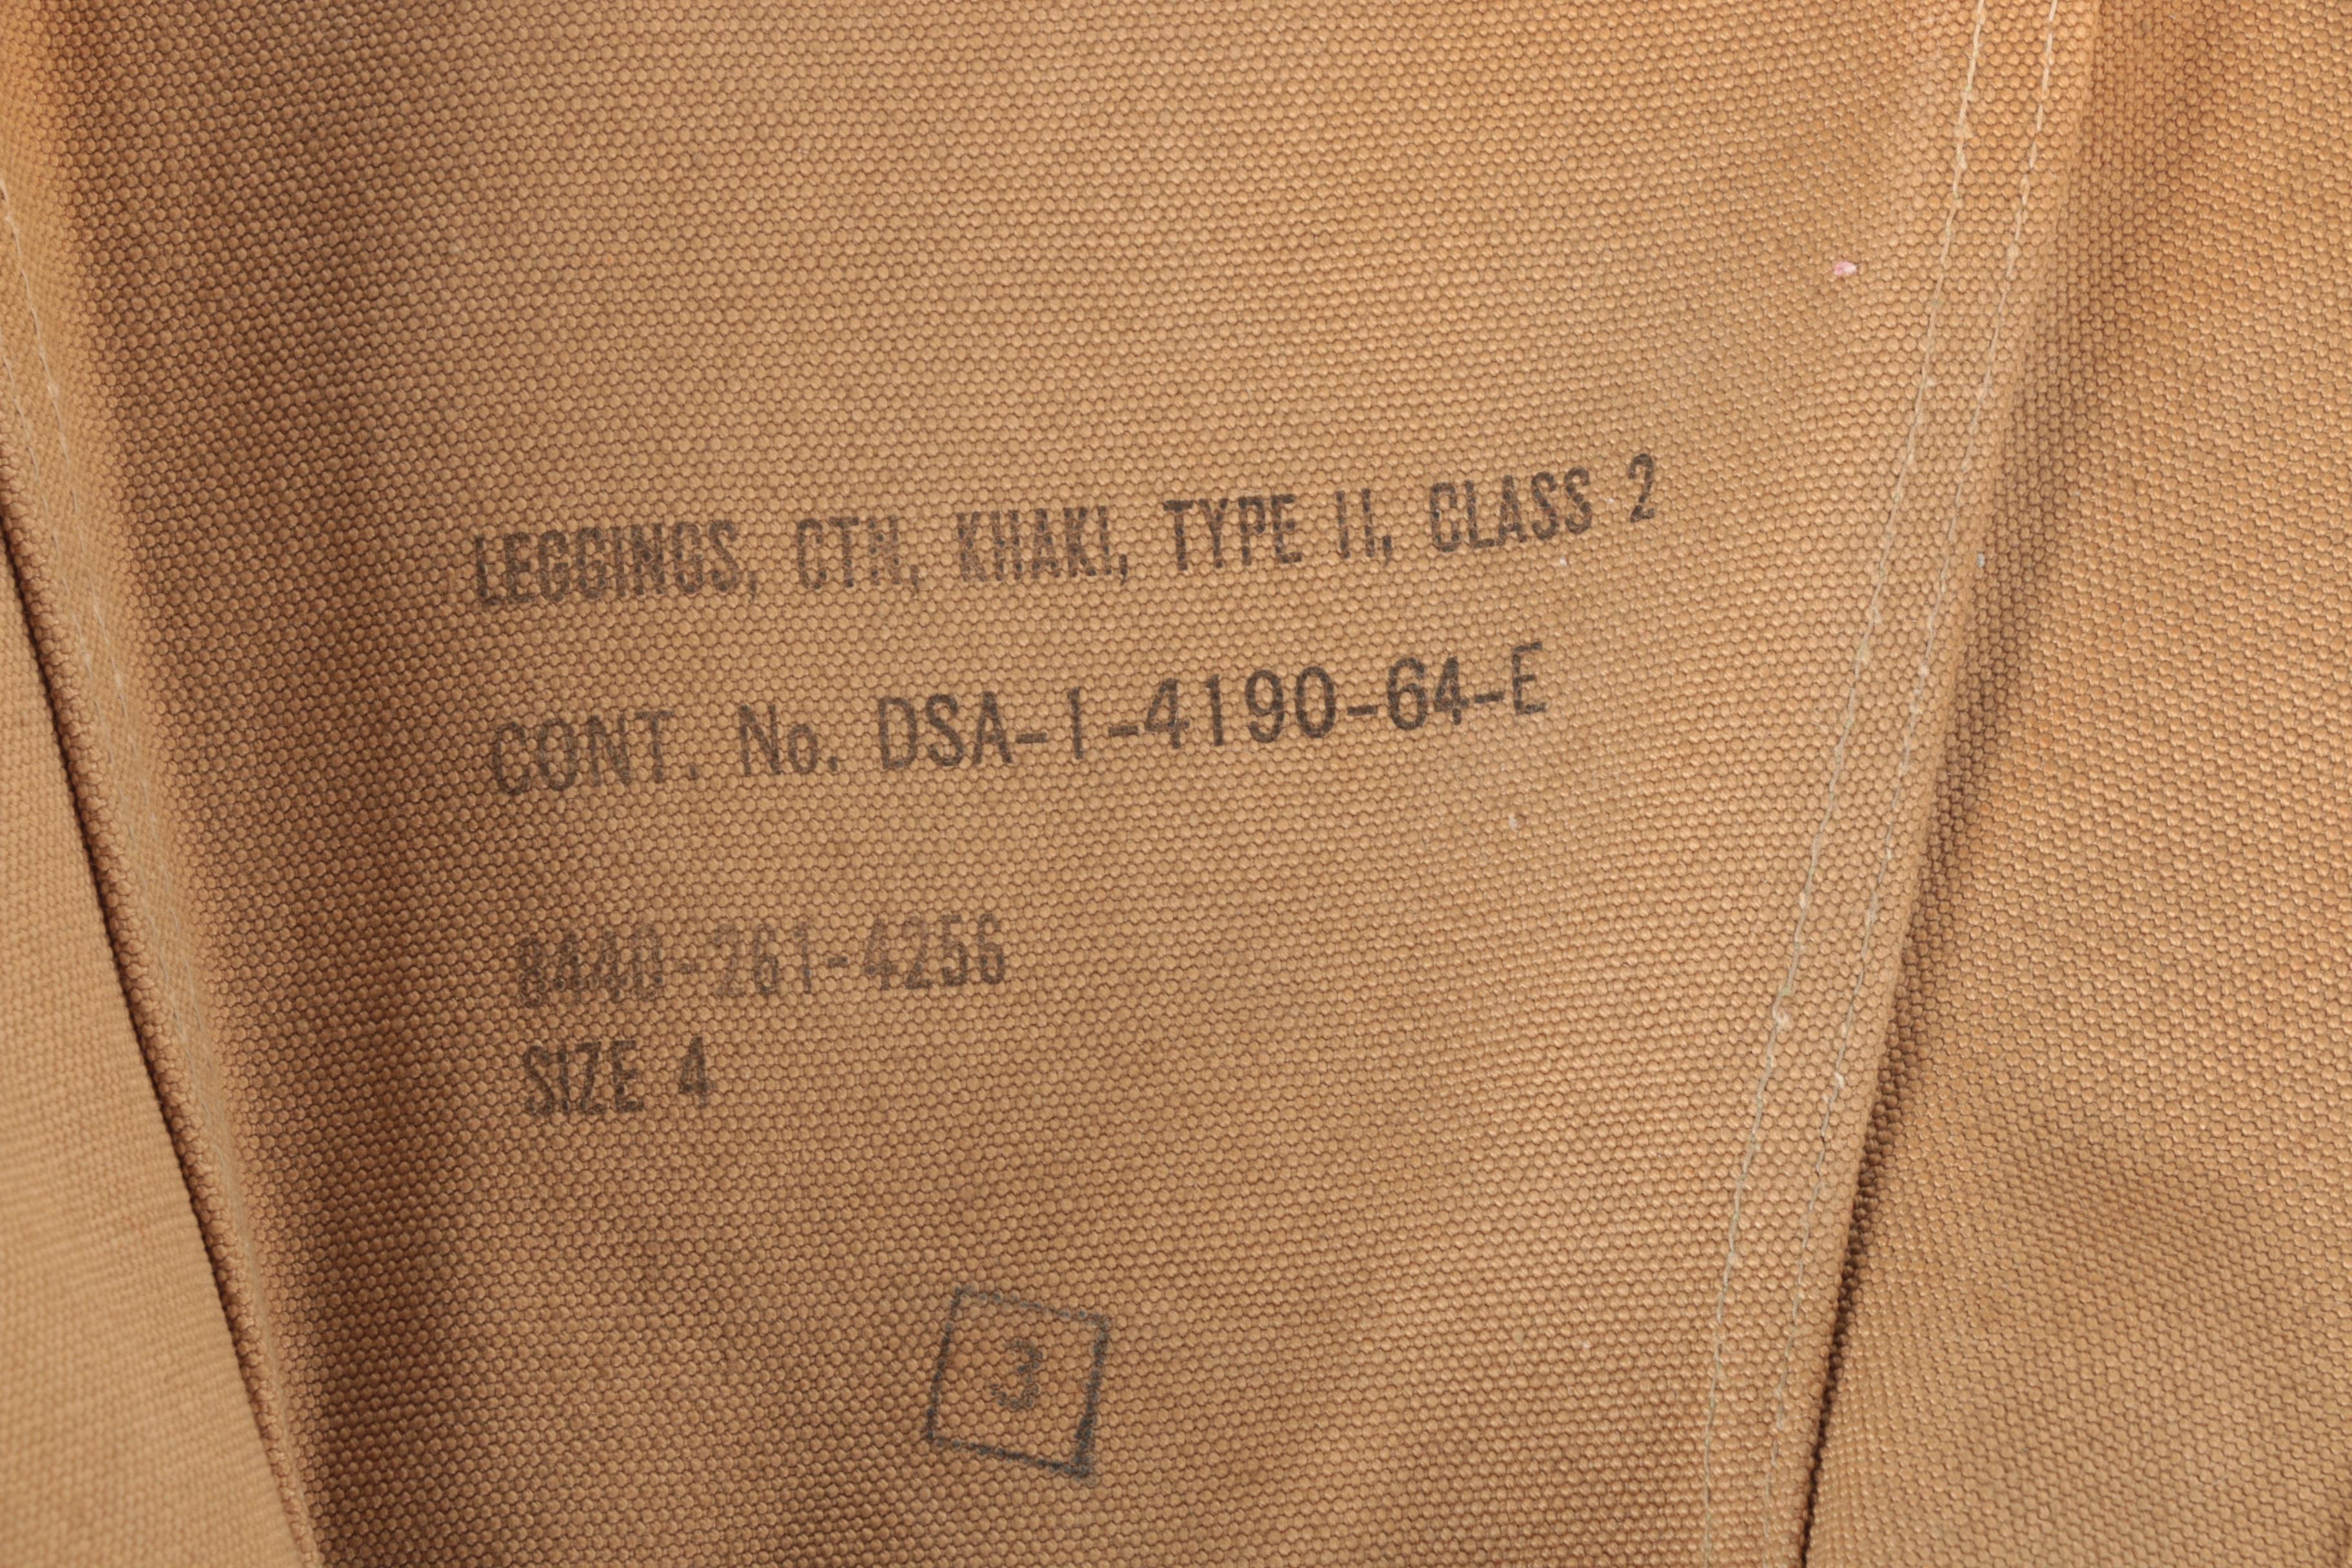 LEGGINGS, CTN, KHAKI, TYPE II, CLASS 2
CONT. No. DSA-1-4190-64-E
8440-261-4256
SIZE 4
3